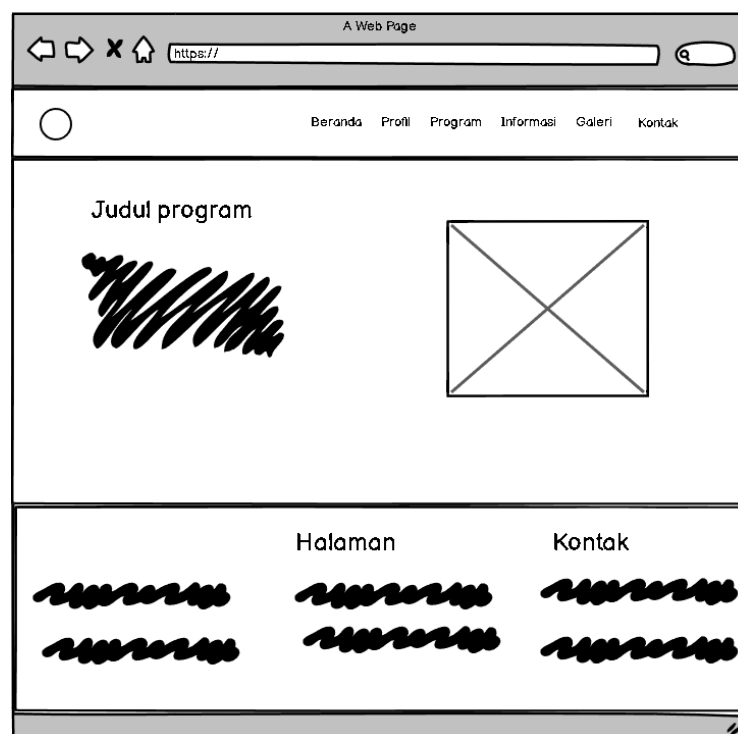 A Web Page
https://
Beranda Profil Program Informasi Galeri Kontak
Judul program
Halaman Kontak